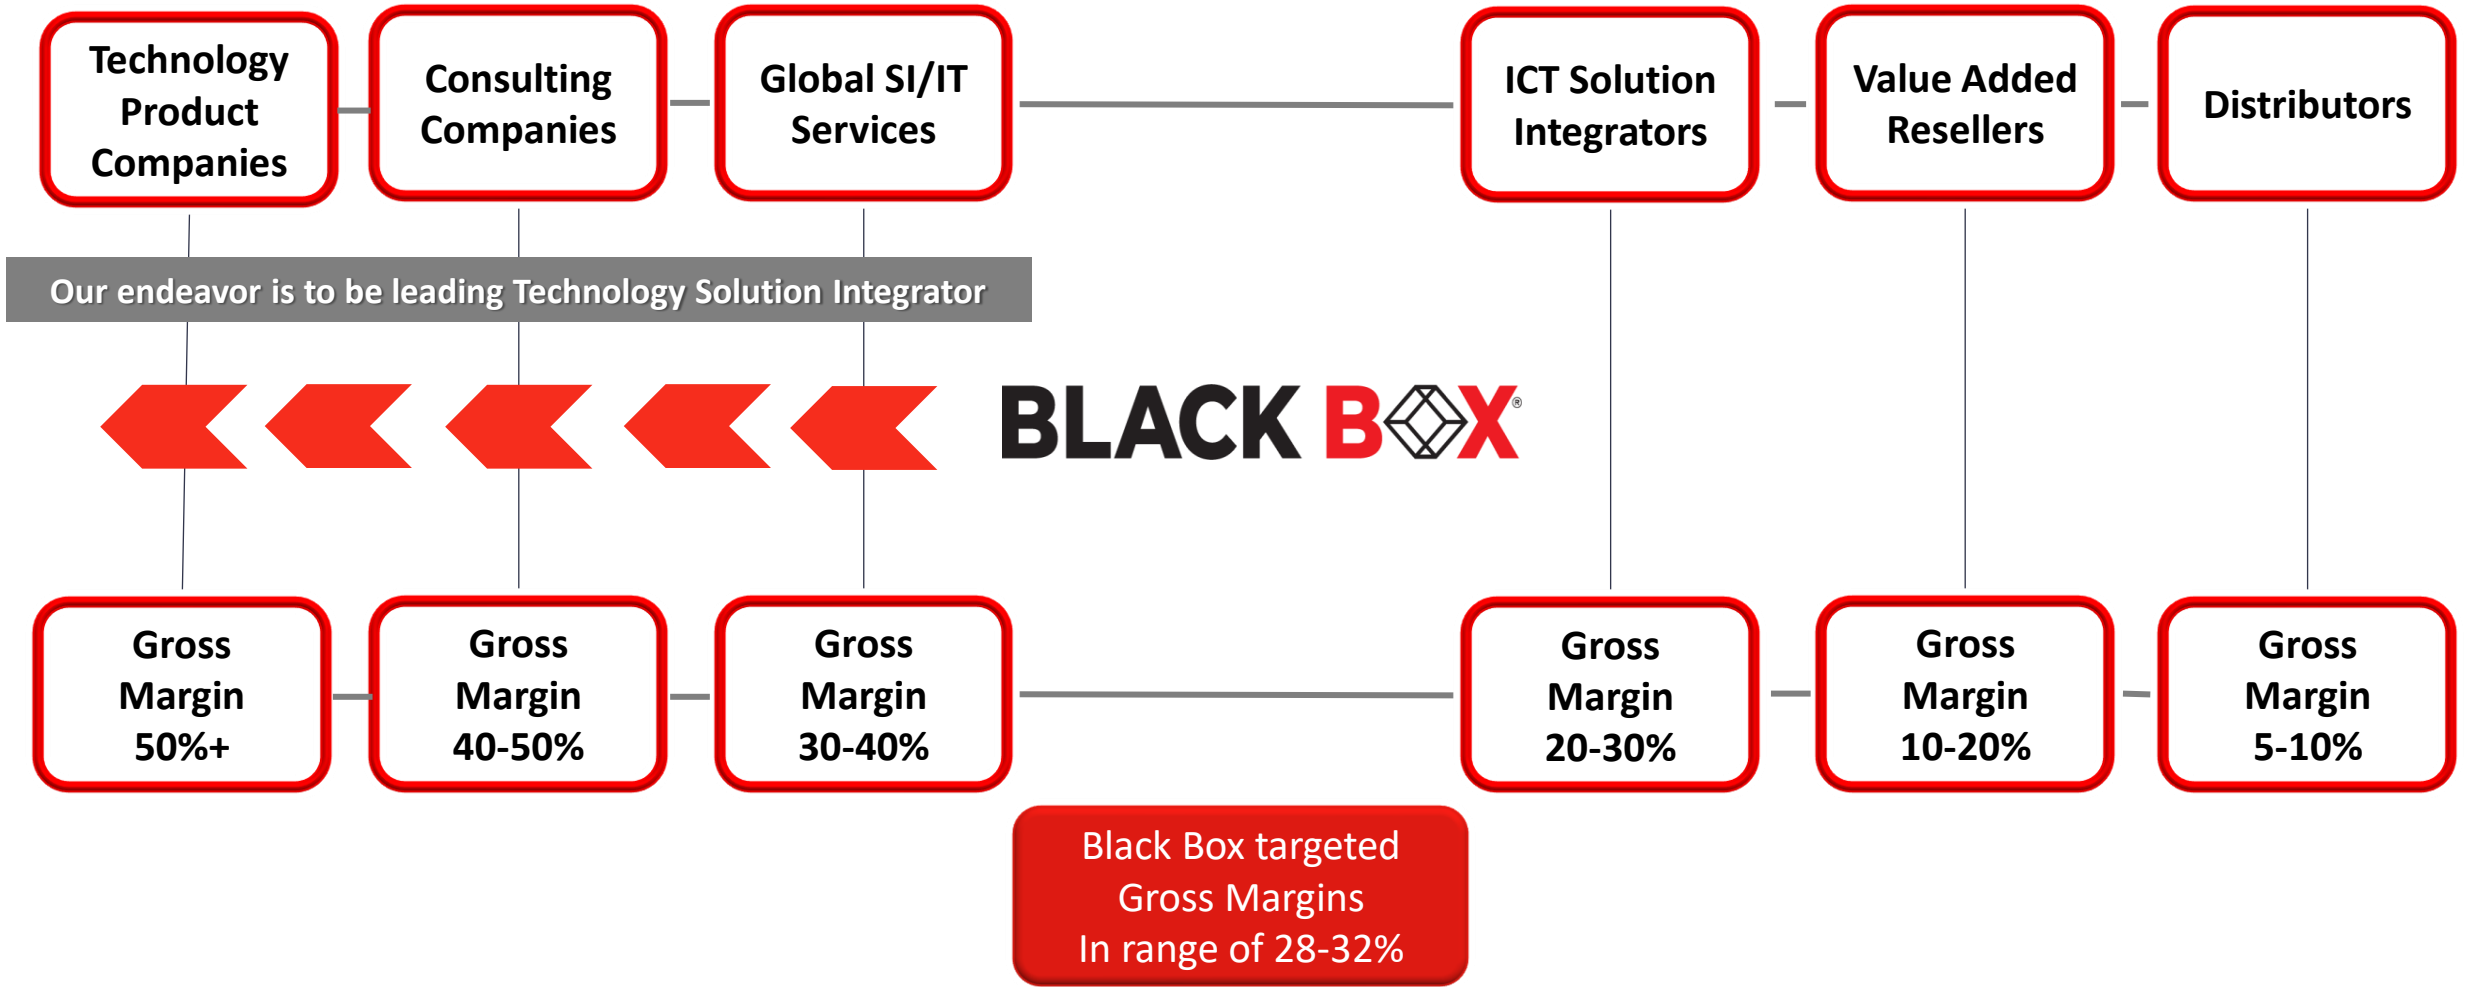 Technology
Product
Companies
Consulting
Companies
Global SI/IT
Services
ICT Solution
Integrators
Value Added
Resellers
Distributors
Our endeavor is to be leading Technology Solution Integrator
BLACK BOX®
Gross
Margin
50%+
Gross
Margin
40-50%
Gross
Margin
30-40%
Gross
Margin
20-30%
Gross
Margin
10-20%
Gross
Margin
5-10%
Black Box targeted
Gross Margins
In range of 28-32%